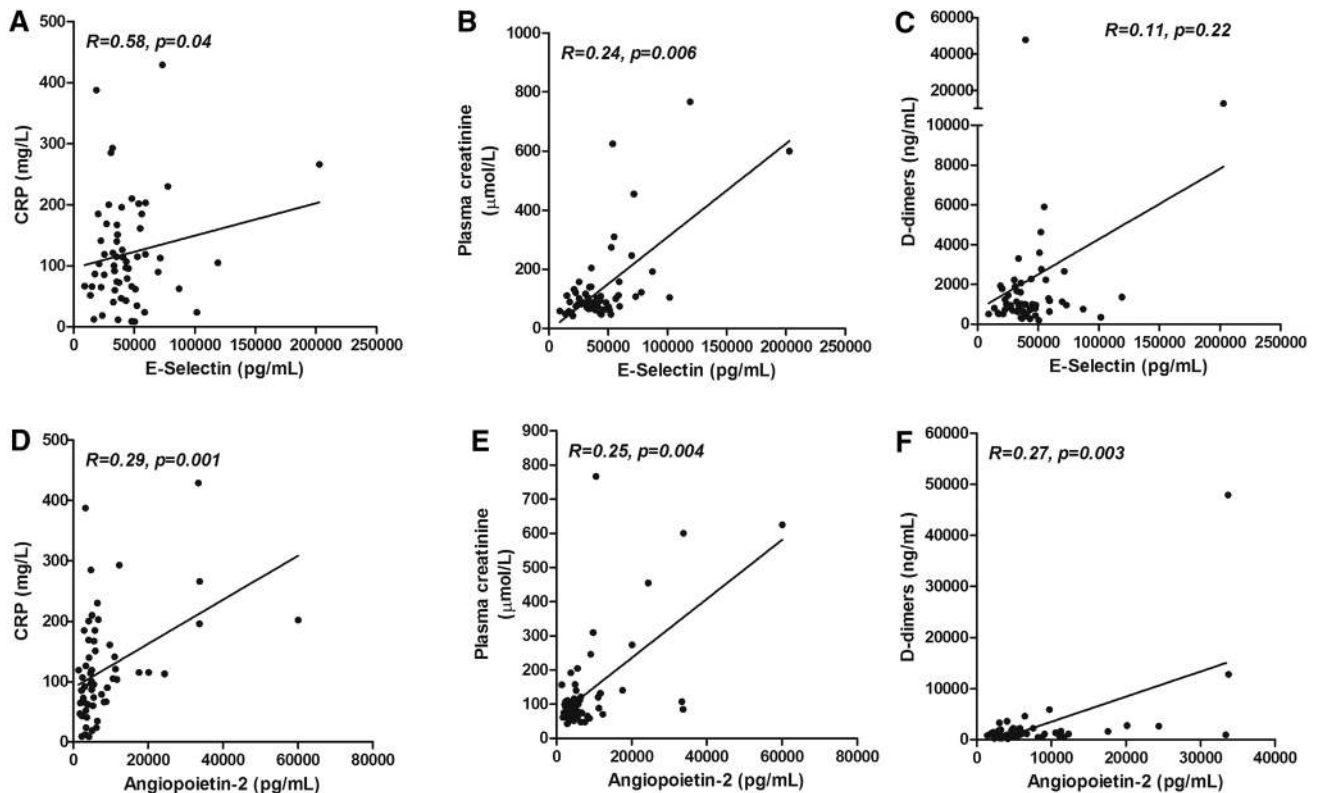 A
R=0.58, p=0.04
CRP (mg/L)
500
400
300
200
100
0
0 50000 100000 150000 200000 250000
E-Selectin (pg/mL)
B
R=0.24, p=0.006
Plasma creatinine
(μmol/L)
1000
800
600
400
200
0
0 50000 100000 150000 200000 250000
E-Selectin (pg/mL)
C
R=0.11, p=0.22
D-dimers (ng/mL)
60000
40000
20000
10000
8000
6000
4000
2000
0
0 50000 100000 150000 200000 250000
E-Selectin (pg/mL)
D
R=0.29, p=0.001
CRP (mg/L)
500
400
300
200
100
0
0 20000 40000 60000 80000
Angiopoietin-2 (pg/mL)
E
R=0.25, p=0.004
Plasma creatinine
(μmol/L)
900
800
700
600
500
400
300
200
100
0
0 20000 40000 60000 80000
Angiopoietin-2 (pg/mL)
F
R=0.27, p=0.003
D-dimers (ng/mL)
60000
50000
40000
30000
20000
10000
0
0 10000 20000 30000 40000
Angiopoietin-2 (pg/mL)